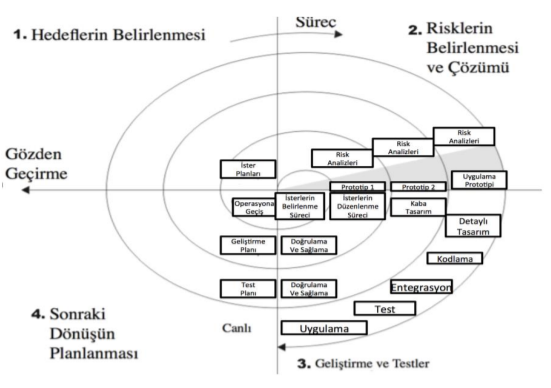 Süreç
1. Hedeflerin Belirlenmesi
2. Risklerin
Belirlenmesi
ve Çözümü
Risk
Analizleri
Risk
Analizleri
Risk
Analizleri
Gözden
Geçirme
İster
Planları
Prototip 1
Prototip 2
Uygulama
Prototipi
Operasyona
Geçiş
İsterlerin
Belirlenme
Süreci
İsterlerin
Düzenlenme
Süreci
Kaba
Tasarım
Detaylı
Tasarım
Geliştirme
Planı
Doğrulama
Ve Sağlama
Kodlama
Test
Planı
Doğrulama
Ve Sağlama
Entegrasyon
Test
4. Sonraki
Dönüşün
Planlanması
Canlı
Uygulama
3. Geliştirme ve Testler